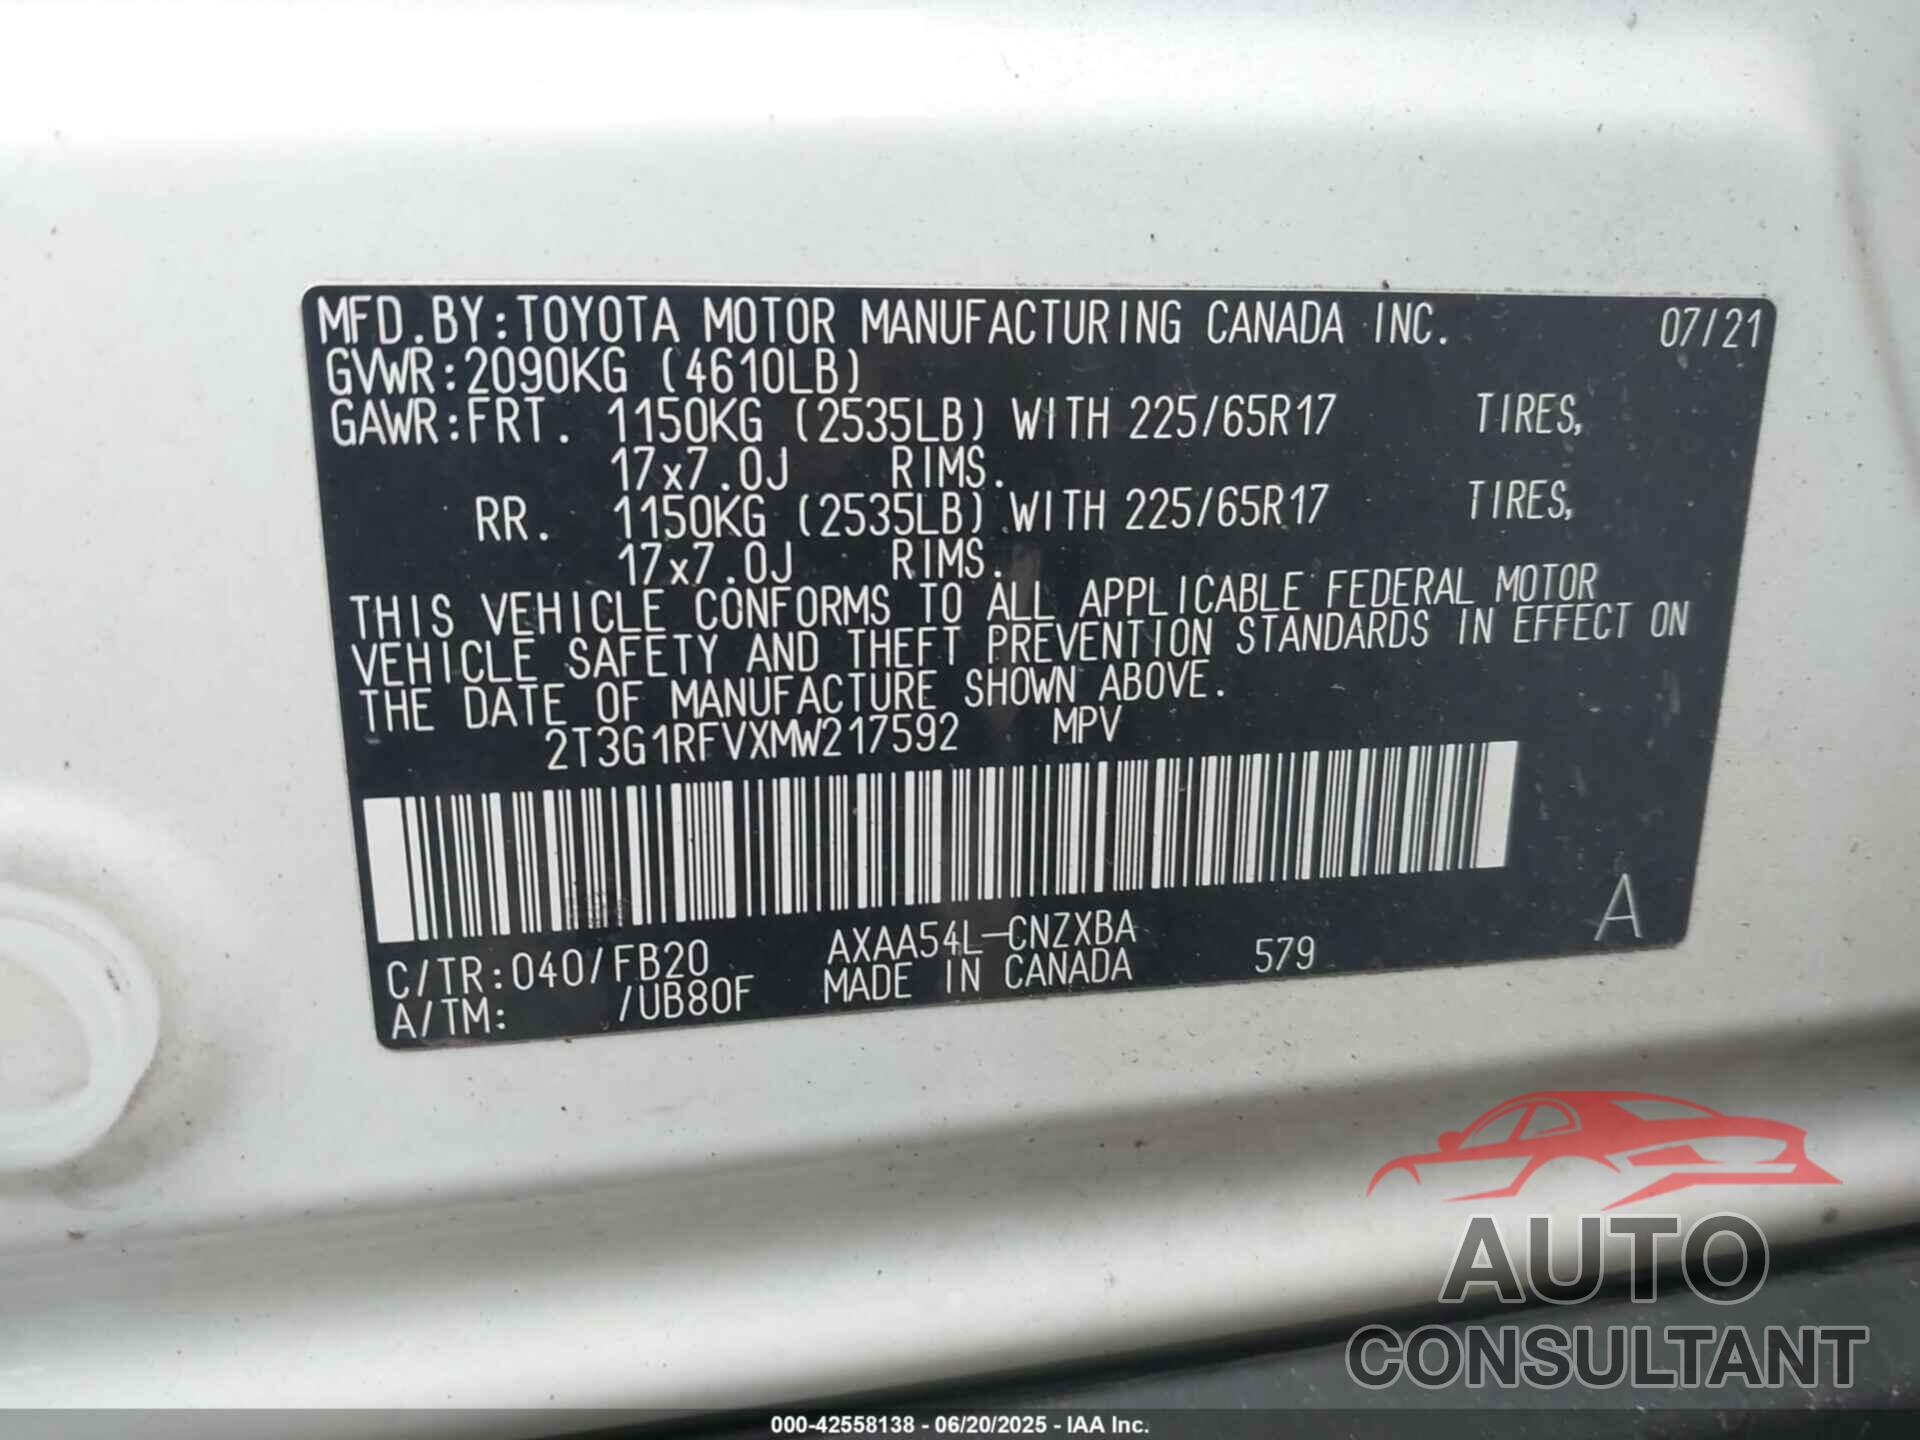 MFD.BY:TOYOTA MOTOR MANUFACTURING CANADA INC. 07/21
GVWR:2090KG (4610LB)
GAWR:FRT. 1150KG (2535LB) WITH 225/65R17 TIRES,
17x7.0J RIMS.
RR. 1150KG (2535LB) WITH 225/65R17 TIRES,
17x7.0J RIMS.
THIS VEHICLE CONFORMS TO ALL APPLICABLE FEDERAL MOTOR
VEHICLE SAFETY AND THEFT PREVENTION STANDARDS IN EFFECT ON
THE DATE OF MANUFACTURE SHOWN ABOVE.
2T3G1RFVXMW217592 MPV
C/TR:040/FB20 AXAA54L-CNZXBA 579 A
A/TM: /UB80F MADE IN CANADA
AUTO
CONSULTANT
000-42558138 - 06/20/2025 - IAA Inc.